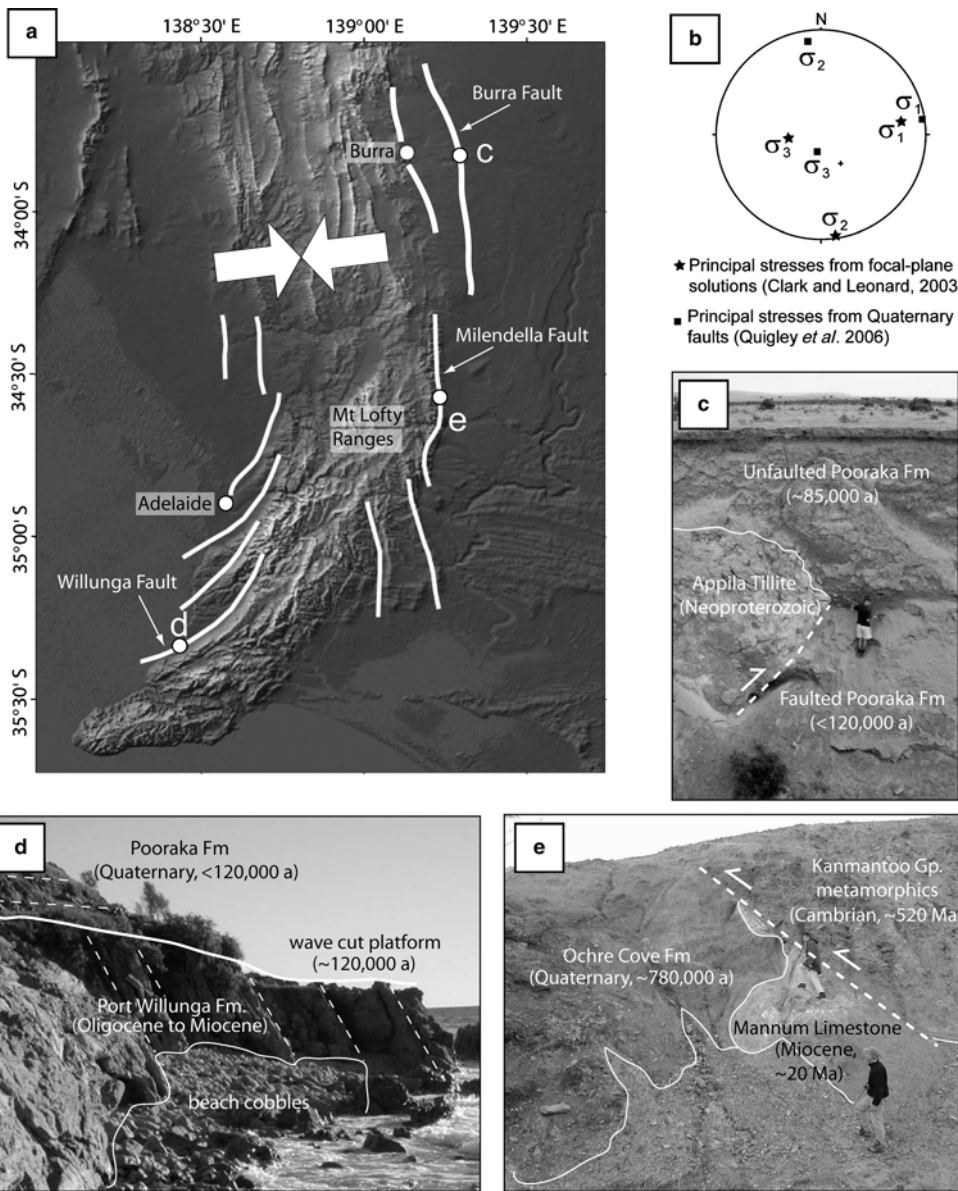 a
138°30' E
139°00' E
139°30' E
34°00' S
34°30' S
35°00' S
35°30' S
Burra Fault
Burra
c
Milendella Fault
Mt Lofty
Ranges
e
Adelaide
Willunga Fault
d
b
N
σ2
σ1
σ1
σ3
σ3
σ2
Principal stresses from focal-plane
solutions (Clark and Leonard, 2003
Principal stresses from Quaternary
faults (Quigley et al. 2006)
c
Unfaulted Pooraka Fm
(~85,000 a)
Appila Tillite
(Neoproterozoic)
Faulted Pooraka Fm
(<120,000 a)
d
Pooraka Fm
(Quaternary, <120,000 a)
wave cut platform
(~120,000 a)
Port Willunga Fm.
(Oligocene to Miocene)
beach cobbles
e
Kanmantoo Gp.
metamorphics
(Cambrian, ~520 Ma)
Ochre Cove Fm
(Quaternary, ~780,000 a)
Mannum Limestone
(Miocene,
~20 Ma)